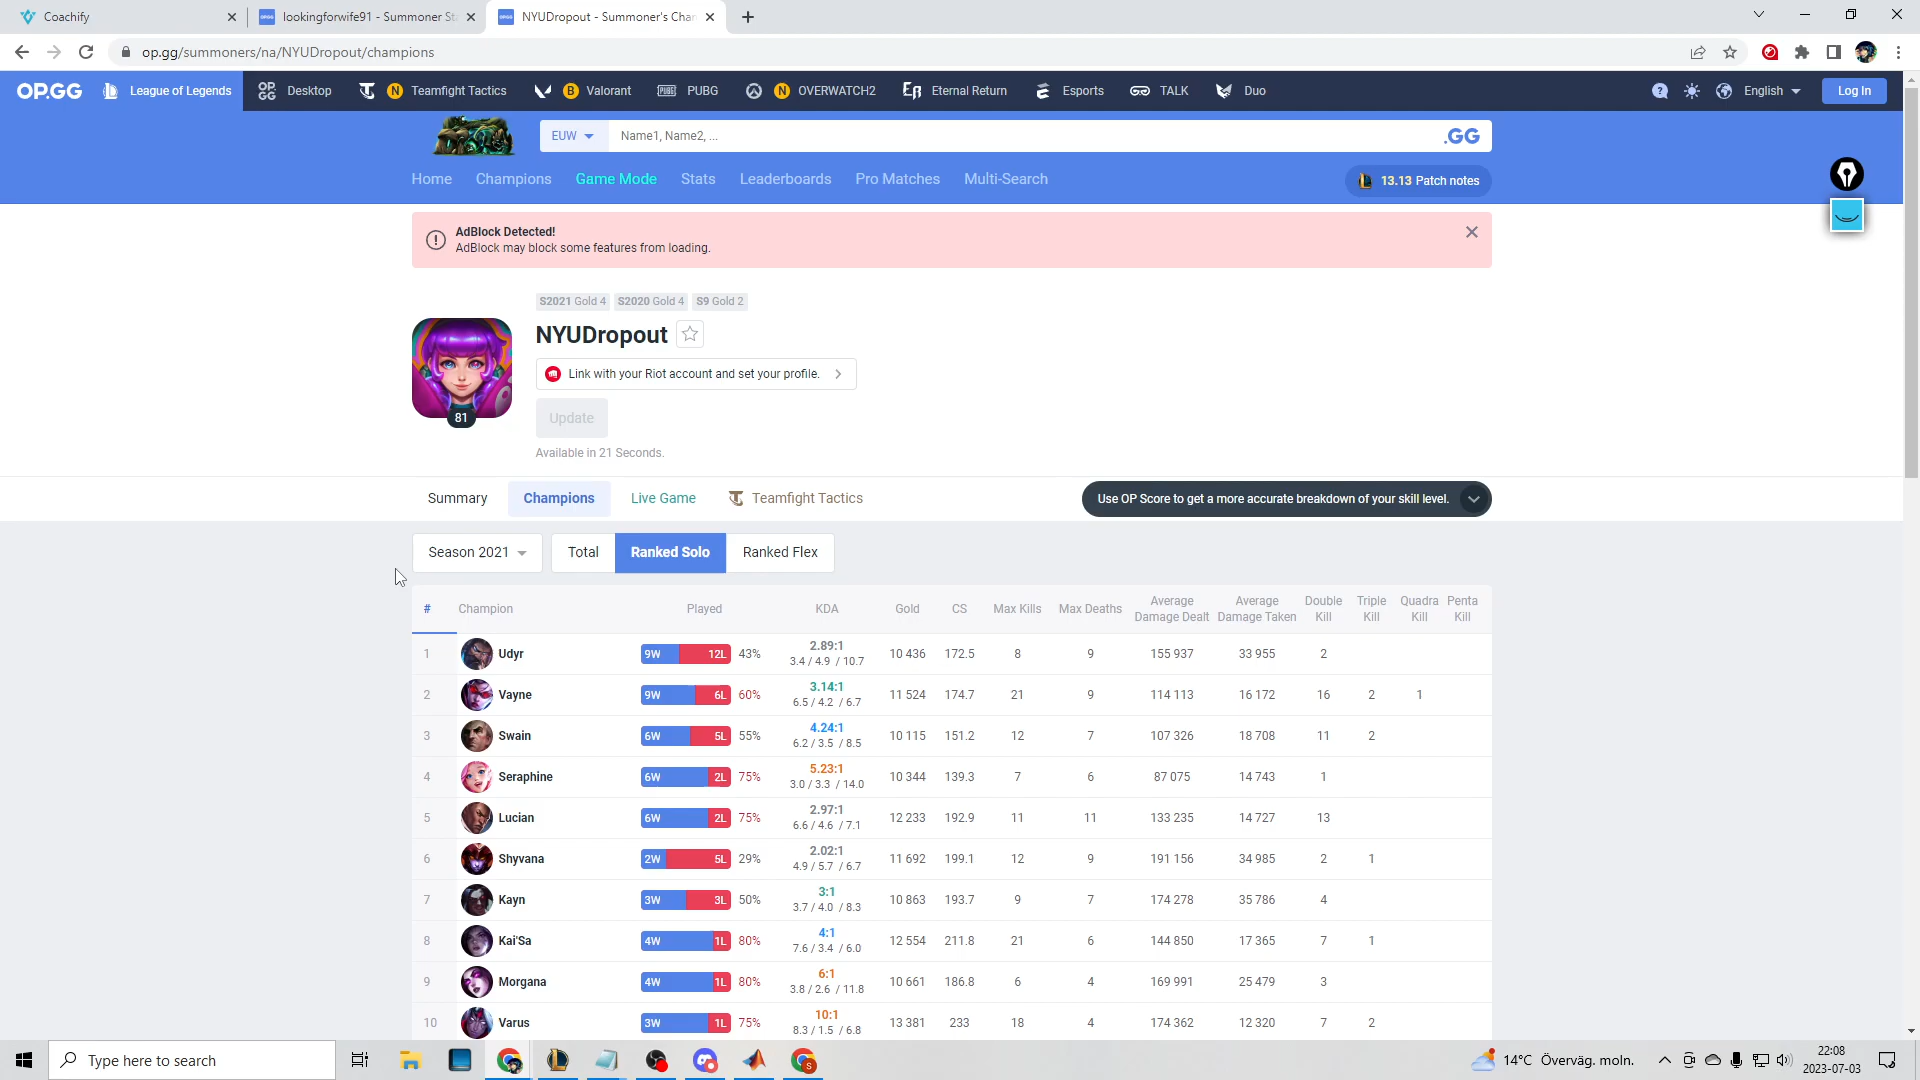 Coachify
lookingforwife91 - Summoner St
NYUDropout - Summoner's Char
op.gg/summoners/na/NYUDropout/champions
OP.GG
League of Legends
OP.GG
Desktop
N
Teamfight Tactics
B
Valorant
PUBG
PUBG
N
OVERWATCH2
Eternal Return
Esports
TALK
Duo
?
English
Log In
EUW
Name1, Name2, ...
.GG
Home
Champions
Game Mode
Stats
Leaderboards
Pro Matches
Multi-Search
13.13 Patch notes
AdBlock Detected!
AdBlock may block some features from loading.
S2021 Gold 4
S2020 Gold 4
S9 Gold 2
NYUDropout
Link with your Riot account and set your profile.
81
Update
Available in 21 Seconds.
Summary
Champions
Live Game
Teamfight Tactics
Use OP Score to get a more accurate breakdown of your skill level.
Season 2021
Total
Ranked Solo
Ranked Flex
# Champion Played KDA Gold CS Max Kills Max Deaths Average Damage Dealt Average Damage Taken Double Kill Triple Kill Quadra Kill Penta Kill
1 Udyr 9W 12L 43% 2.89:1 3.4 / 4.9 / 10.7 10 436 172.5 8 9 155 937 33 955 2
2 Vayne 9W 6L 60% 3.14:1 6.5 / 4.2 / 6.7 11 524 174.7 21 9 114 113 16 172 16 2 1
3 Swain 6W 5L 55% 4.24:1 6.2 / 3.5 / 8.5 10 115 151.2 12 7 107 326 18 708 11 2
4 Seraphine 6W 2L 75% 5.23:1 3.0 / 3.3 / 14.0 10 344 139.3 7 6 87 075 14 743 1
5 Lucian 6W 2L 75% 2.97:1 6.6 / 4.6 / 7.1 12 233 192.9 11 11 133 235 14 727 13
6 Shyvana 2W 5L 29% 2.02:1 4.9 / 5.7 / 6.7 11 692 199.1 12 9 191 156 34 985 2 1
7 Kayn 3W 3L 50% 3:1 3.7 / 4.0 / 8.3 10 863 193.7 9 7 174 278 35 786 4
8 Kai'Sa 4W 1L 80% 4:1 7.6 / 3.4 / 6.0 12 554 211.8 21 6 144 850 17 365 7 1
9 Morgana 4W 1L 80% 6:1 3.8 / 2.6 / 11.8 10 661 186.8 6 4 169 991 25 479 3
10 Varus 3W 1L 75% 10:1 8.3 / 1.5 / 6.8 13 381 233 18 4 174 362 12 320 7 2
Type here to search
14°C Överväg. moln.
22:08
2023-07-03